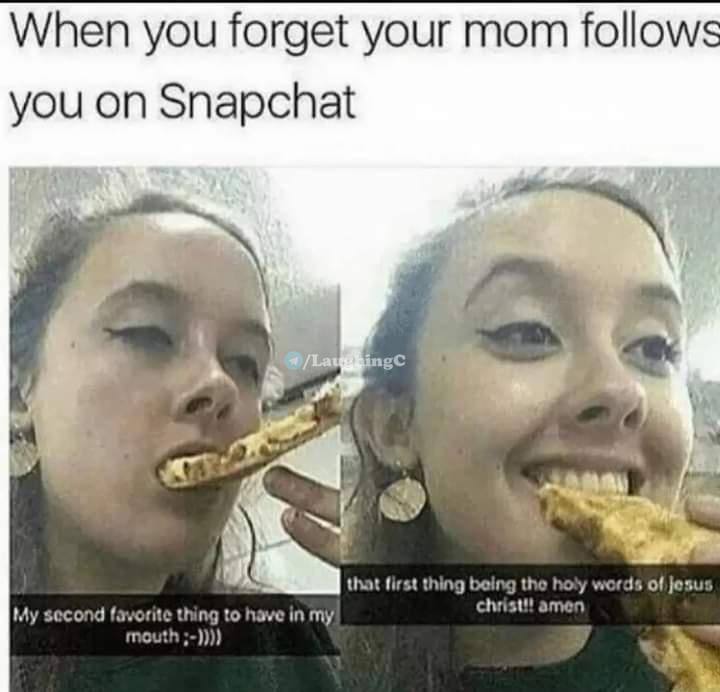 When you forget your mom follows
you on Snapchat
/LaughingC
My second favorite thing to have in my
mouth ;-))))
that first thing being the holy words of jesus
christ!! amen